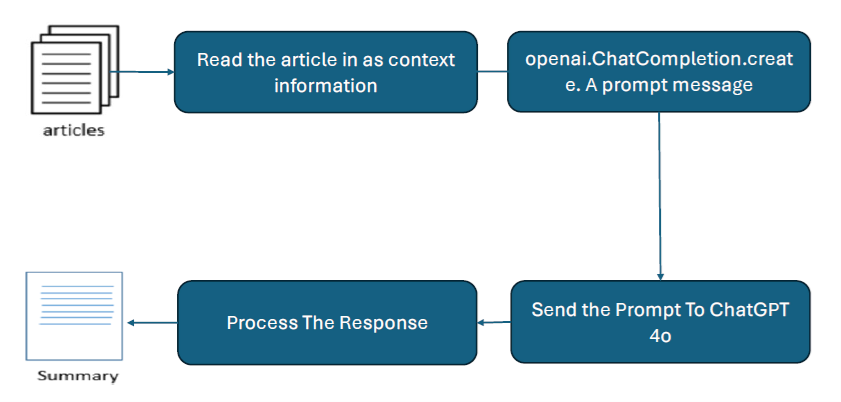 Read the article in as context
information
openai.ChatCompletion.creat
e. A prompt message
articles
Send the Prompt To ChatGPT
4o
Process The Response
Summary